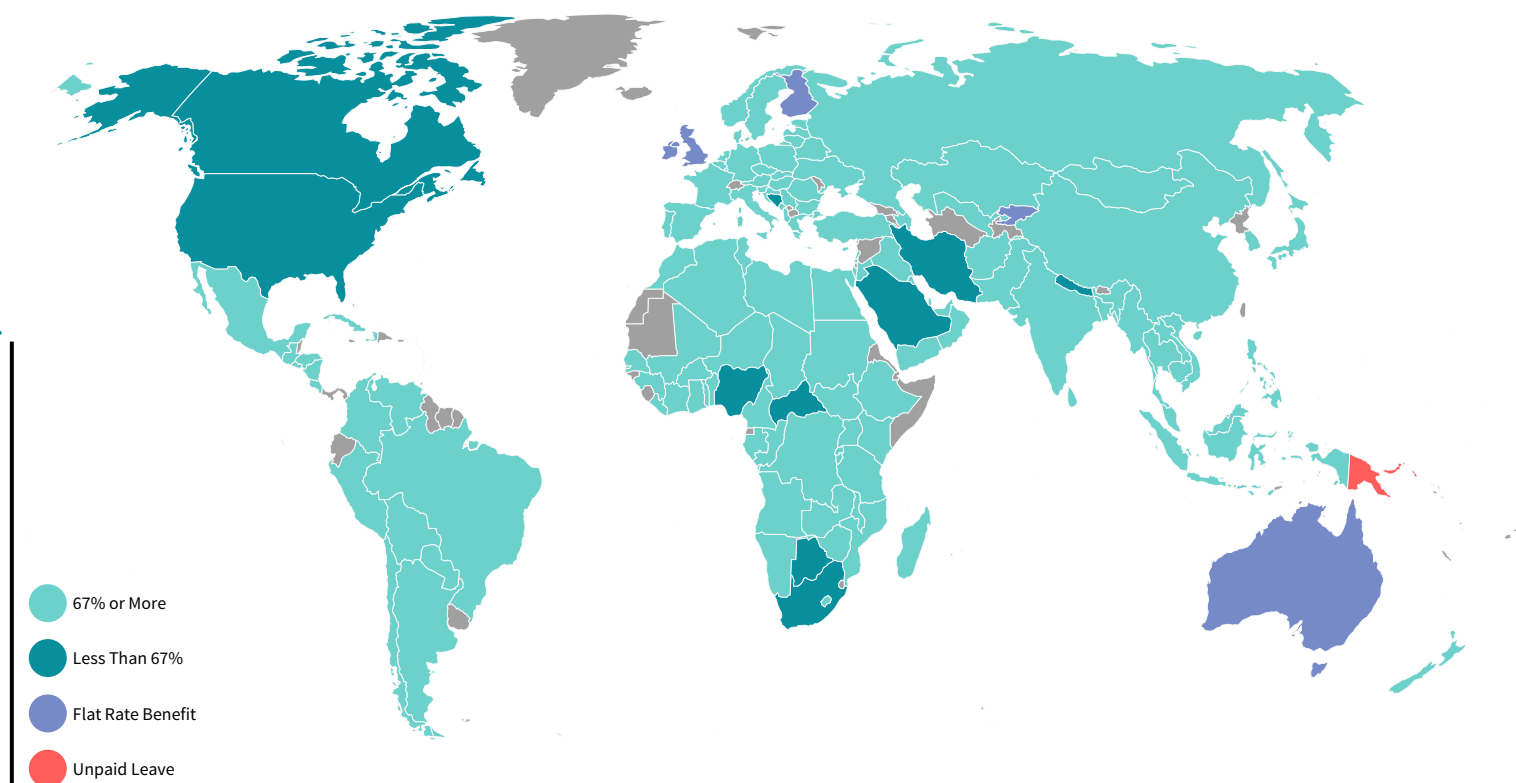 67% or More
Less Than 67%
Flat Rate Benefit
Unpaid Leave